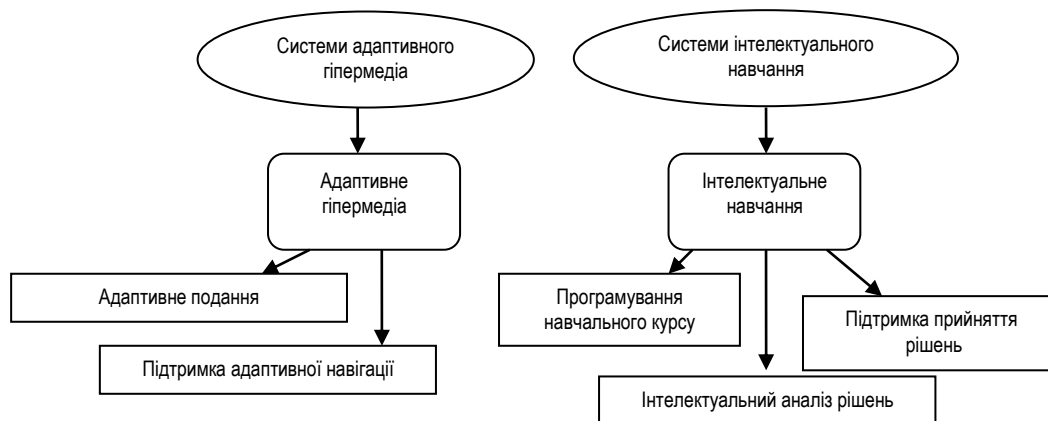 Системи адаптивного
гіпермедіа
Системи інтелектуального
навчання
Адаптивне
гіпермедіа
Інтелектуальне
навчання
Адаптивне подання
Програмування
навчального курсу
Підтримка прийняття
рішень
Підтримка адаптивної навігації
Інтелектуальний аналіз рішень